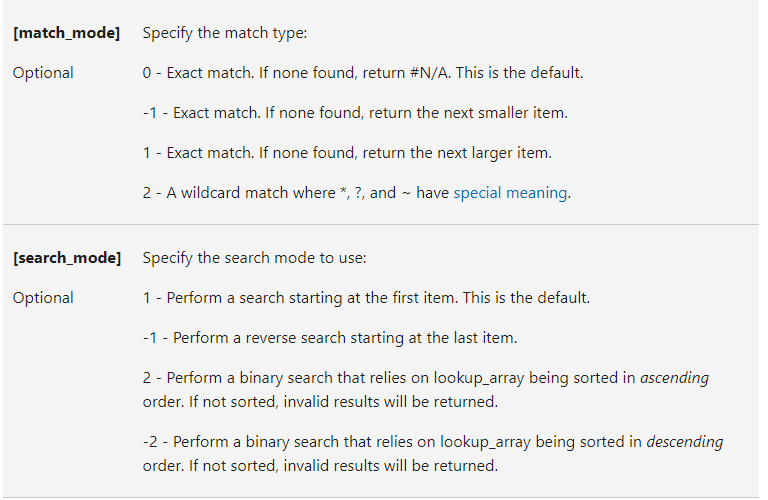 [match_mode] Specify the match type:
Optional 0 - Exact match. If none found, return #N/A. This is the default.
-1 - Exact match. If none found, return the next smaller item.
1 - Exact match. If none found, return the next larger item.
2 - A wildcard match where *, ?, and ~ have special meaning.
[search_mode] Specify the search mode to use:
Optional 1 - Perform a search starting at the first item. This is the default.
-1 - Perform a reverse search starting at the last item.
2 - Perform a binary search that relies on lookup_array being sorted in ascending
order. If not sorted, invalid results will be returned.
-2 - Perform a binary search that relies on lookup_array being sorted in descending
order. If not sorted, invalid results will be returned.